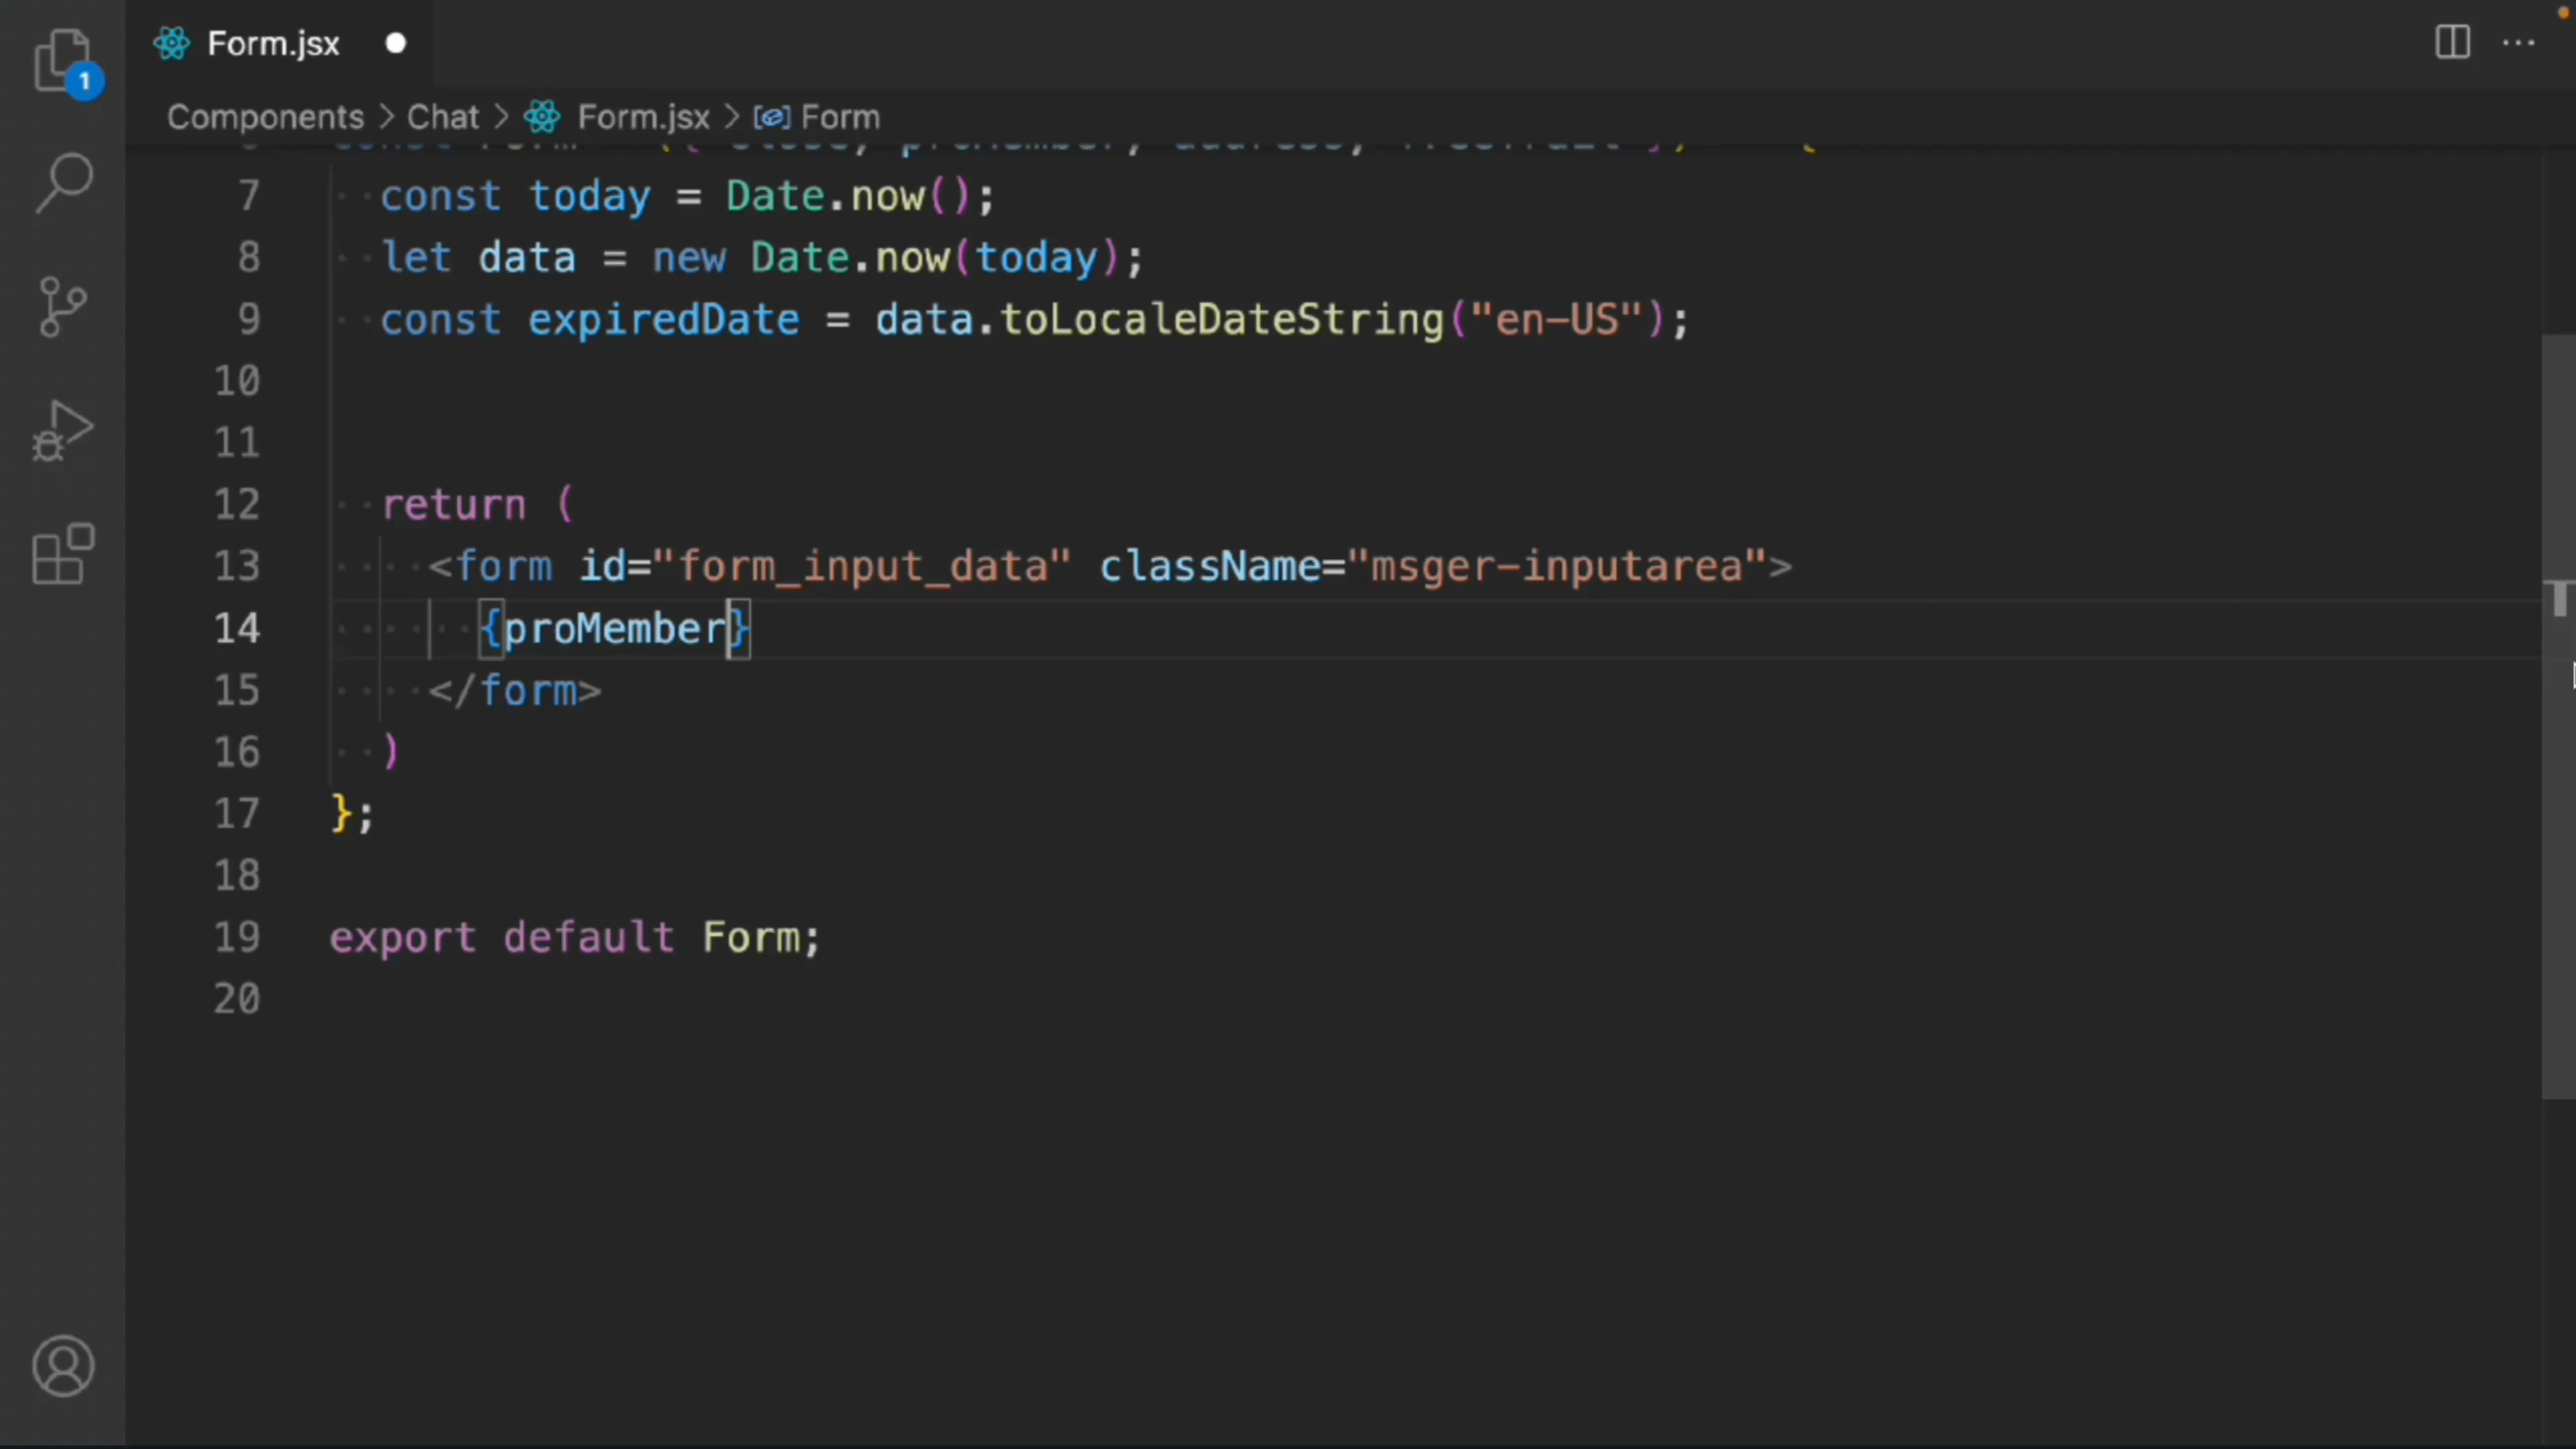 Form.jsx
1
Components > Chat > Form.jsx > Form
7 const today = Date.now();
8 let data = new Date.now(today);
9 const expiredDate = data.toLocaleDateString("en-US");
10
11
12 return (
13 <form id="form_input_data" className="msger-inputarea">
14 {proMember}
15 </form>
16 )
17 };
18
19 export default Form;
20